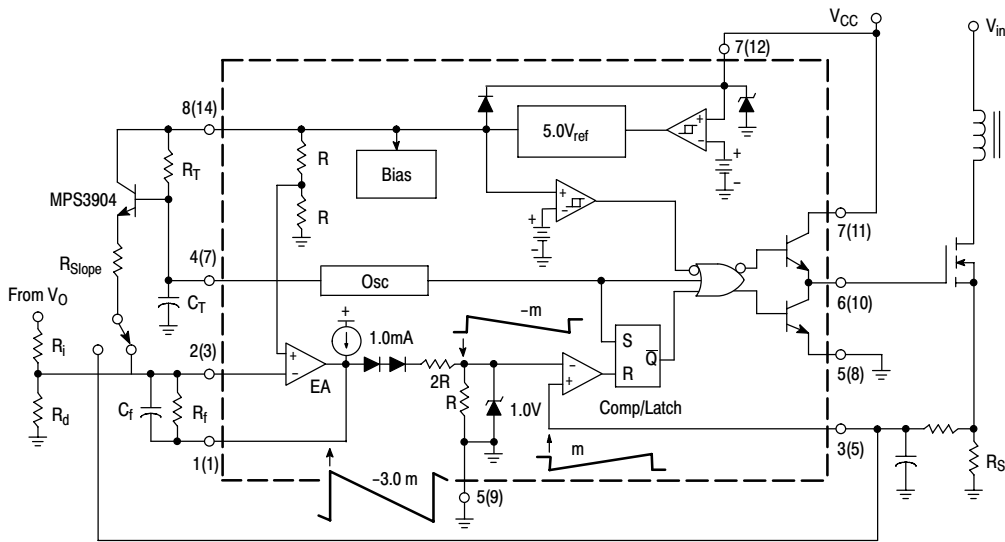 V_CC
V_in
7(12)
8(14)
R_T
R
5.0V_ref
+
−
+
−
Bias
MPS3904
R
+
−
+
−
7(11)
R_Slope
4(7)
Osc
6(10)
From V_O
C_T
+
1.0mA
−m
S
Q̅
R
5(8)
R_i
2(3)
+
−
EA
2R
R
1.0V
−
+
Comp/Latch
R_d
C_f
R_f
3(5)
R_S
1(1)
m
−3.0 m
5(9)